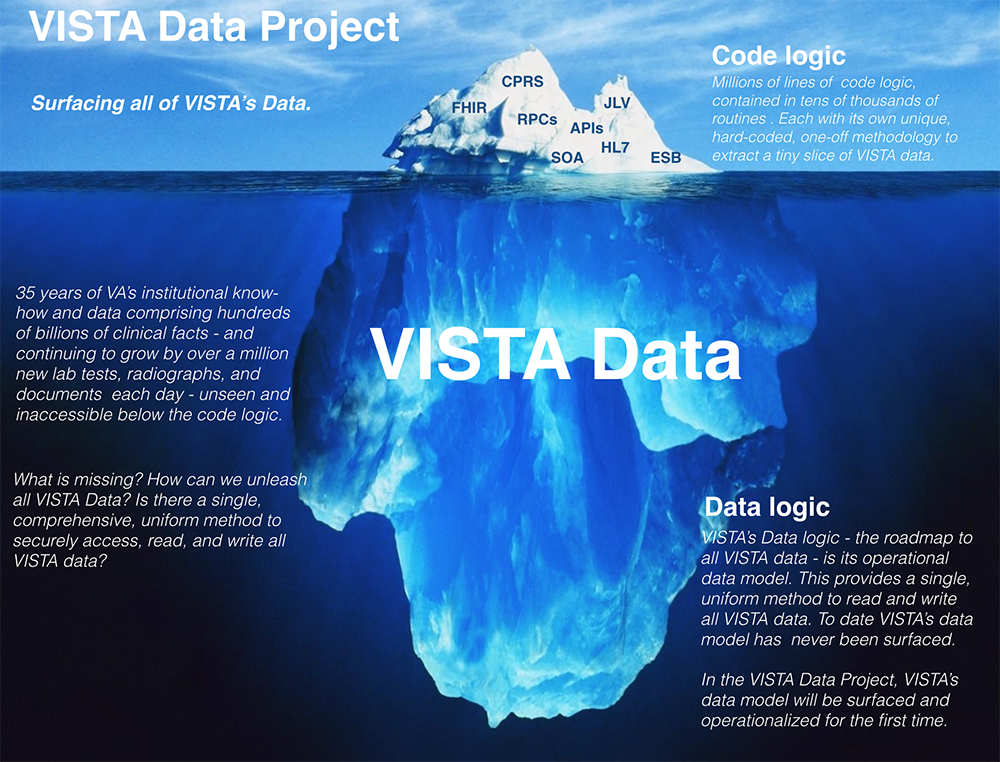 VISTA Data Project
Surfacing all of VISTA's Data.
CPRS
FHIR
JLV
RPCs
APIs
HL7
SOA
ESB
Code logic
Millions of lines of code logic,
contained in tens of thousands of
routines . Each with its own unique,
hard-coded, one-off methodology to
extract a tiny slice of VISTA data.
35 years of VA's institutional know-
how and data comprising hundreds
of billions of clinical facts - and
continuing to grow by over a million
new lab tests, radiographs, and
documents each day - unseen and
inaccessible below the code logic.
VISTA Data
What is missing? How can we unleash
all VISTA Data? Is there a single,
comprehensive, uniform method to
securely access, read, and write all
VISTA data?
Data logic
VISTA's Data logic - the roadmap to
all VISTA data - is its operational
data model. This provides a single,
uniform method to read and write
all VISTA data. To date VISTA's data
model has never been surfaced.
In the VISTA Data Project, VISTA's
data model will be surfaced and
operationalized for the first time.